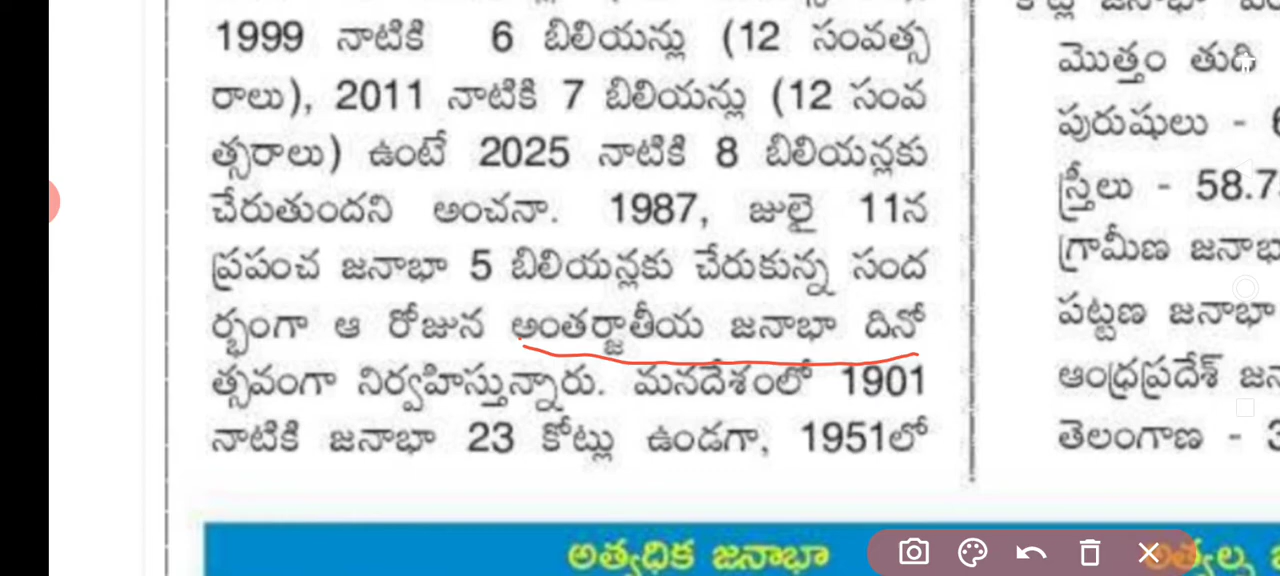 1999 నాటికి 6 బిలియన్లు (12 సంవత్స
రాలు), 2011 నాటికి 7 బిలియన్లు (12 సంవ
త్సరాలు) ఉంటే 2025 నాటికి 8 బిలియన్లకు
చేరుతుందని అంచనా. 1987, జులై 11న
ప్రపంచ జనాభా 5 బిలియన్లకు చేరుకున్న సంద
ర్భంగా ఆ రోజున అంతర్జాతీయ జనాభా దినో
త్సవంగా నిర్వహిస్తున్నారు. మనదేశంలో 1901
నాటికి జనాభా 23 కోట్లు ఉండగా, 1951లో
మొత్తం తుది
పురుషులు -
స్త్రీలు - 58.7
గ్రామీణ జనాభా
పట్టణ జనాభా
ఆంధ్రప్రదేశ్
తెలంగాణ - 3
అత్యధిక జనాభా